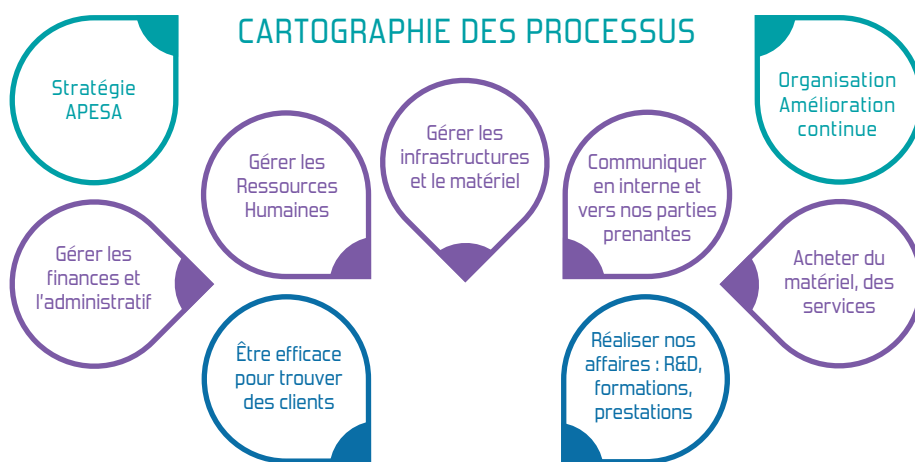 CARTOGRAPHIE DES PROCESSUS
Stratégie
APESA
Organisation
Amélioration
continue
Gérer les
Ressources
Humaines
Gérer les
infrastructures
et le matériel
Communiquer
en interne et
vers nos parties
prenantes
Gérer les
finances et
l'administratif
Acheter du
matériel, des
services
Être efficace
pour trouver
des clients
Réaliser nos
affaires : R&D,
formations,
prestations